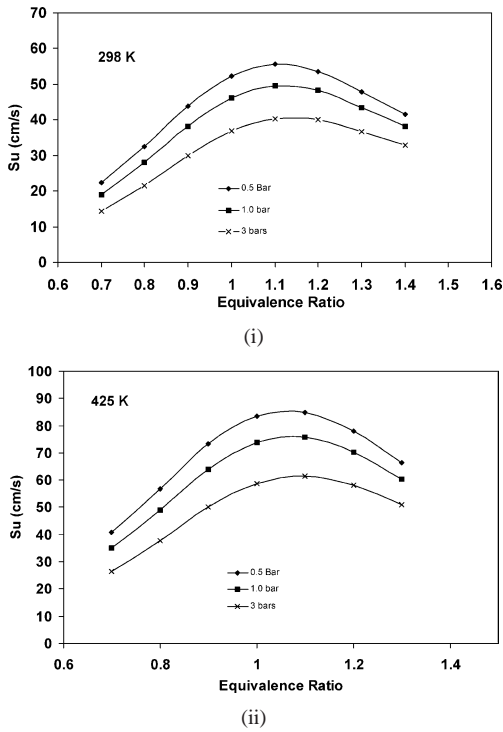 70
60
50
40
30
20
10
0
Su (cm/s)
298 K
0.5 Bar
1.0 bar
3 bars
0.6 0.7 0.8 0.9 1 1.1 1.2 1.3 1.4 1.5 1.6
Equivalence Ratio
(i)
100
90
80
70
60
50
40
30
20
10
0
Su (cm/s)
425 K
0.5 Bar
1.0 bar
3 bars
0.6 0.8 1 1.2 1.4
Equivalence Ratio
(ii)